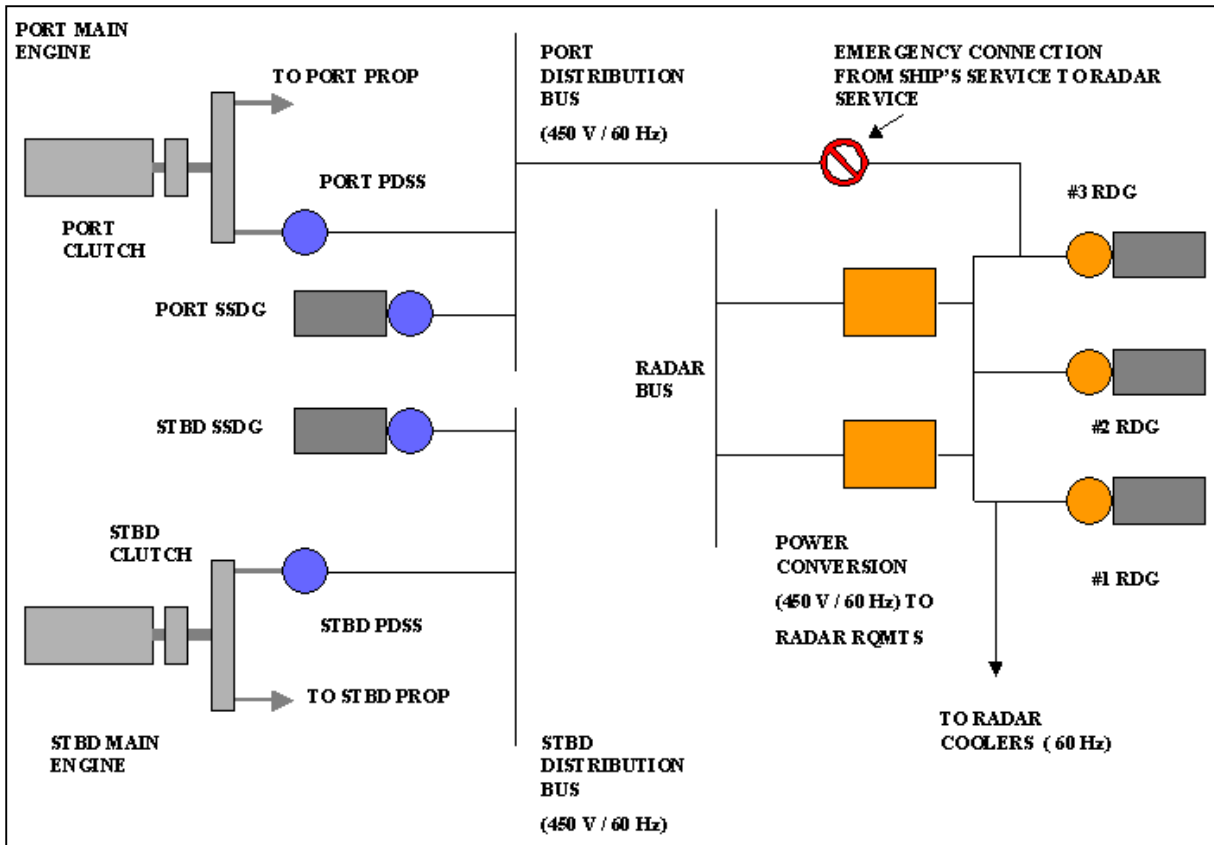 PORT MAIN
ENGINE
TO PORT PROP
PORT
DISTRIBUTION
BUS
(450 V / 60 Hz)
EMERGENCY CONNECTION
FROM SHIP'S SERVICE TO RADAR
SERVICE
PORT PDSS
#3 RDG
PORT
CLUTCH
PORT SSDG
RADAR
BUS
STBD SSDG
#2 RDG
STBD
CLUTCH
POWER
CONVERSION
(450 V / 60 Hz) TO
RADAR RQMTS
#1 RDG
STBD PDSS
TO STBD PROP
STBD MAIN
ENGINE
STBD
DISTRIBUTION
BUS
(450 V / 60 Hz)
TO RADAR
COOLERS ( 60 Hz)